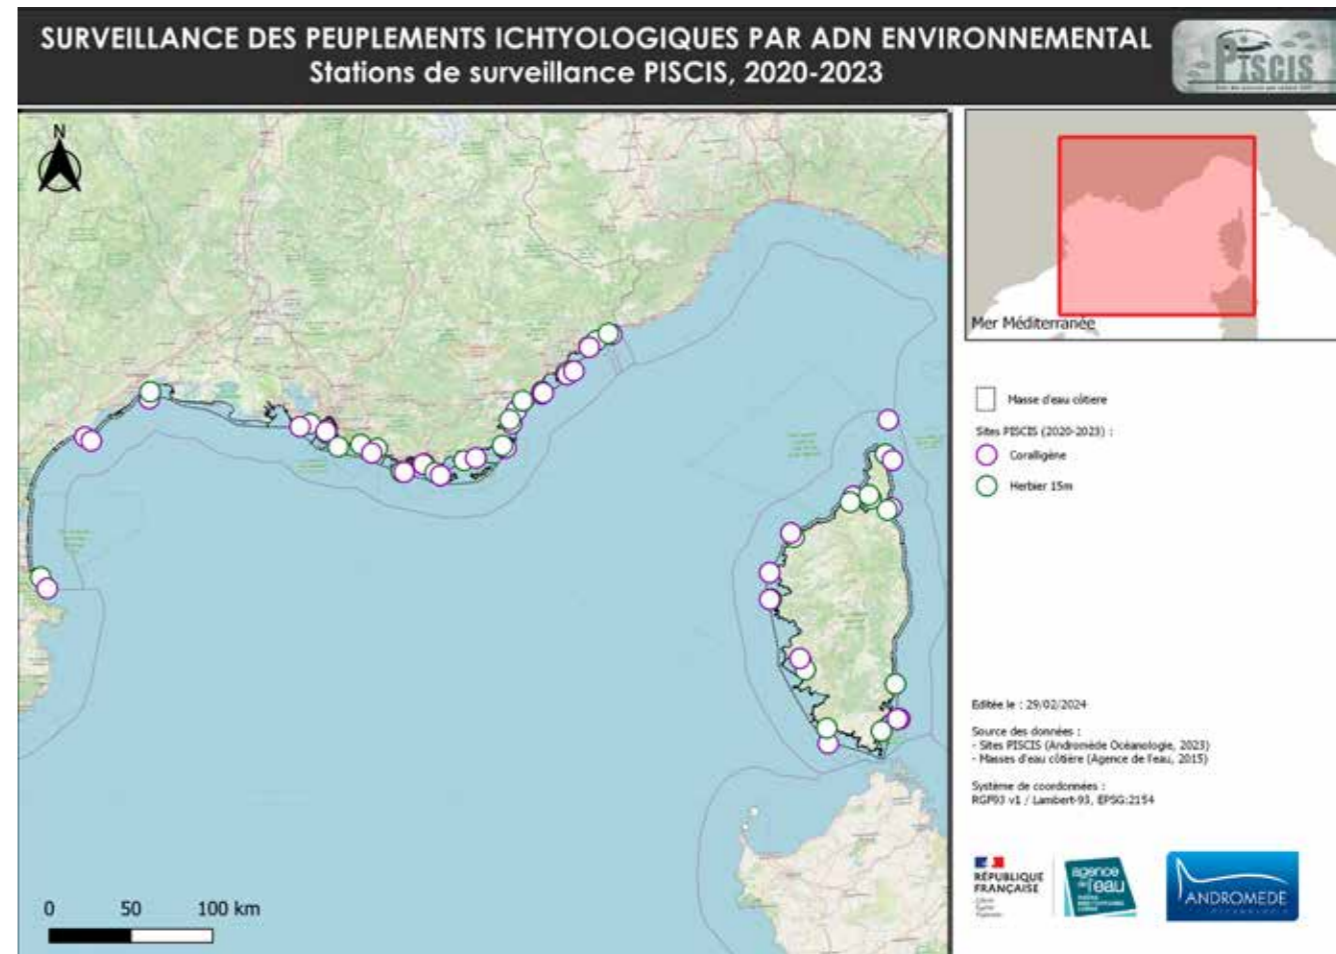 SURVEILLANCE DES PEUPLEMENTS ICHTYOLOGIQUES PAR ADN ENVIRONNEMENTAL
Stations de surveillance PISCIS, 2020-2023
PISCIS
N
Mer Méditerranée
Masse d'eau côtiere
Sites PISCIS (2020-2023) :
Coralligène
Herbier 15m
Editée le : 29/02/2024
Source des données :
- Sites PISCIS (Andromède Océanologie, 2023)
- Masses d'eau côtière (Agence de l'eau, 2015)
Système de coordonnées :
RGF93 v1 / Lambert-93, EPSG:2154
0 50 100 km
RÉPUBLIQUE
FRANÇAISE
agence
de l'eau
ANDROMEDE